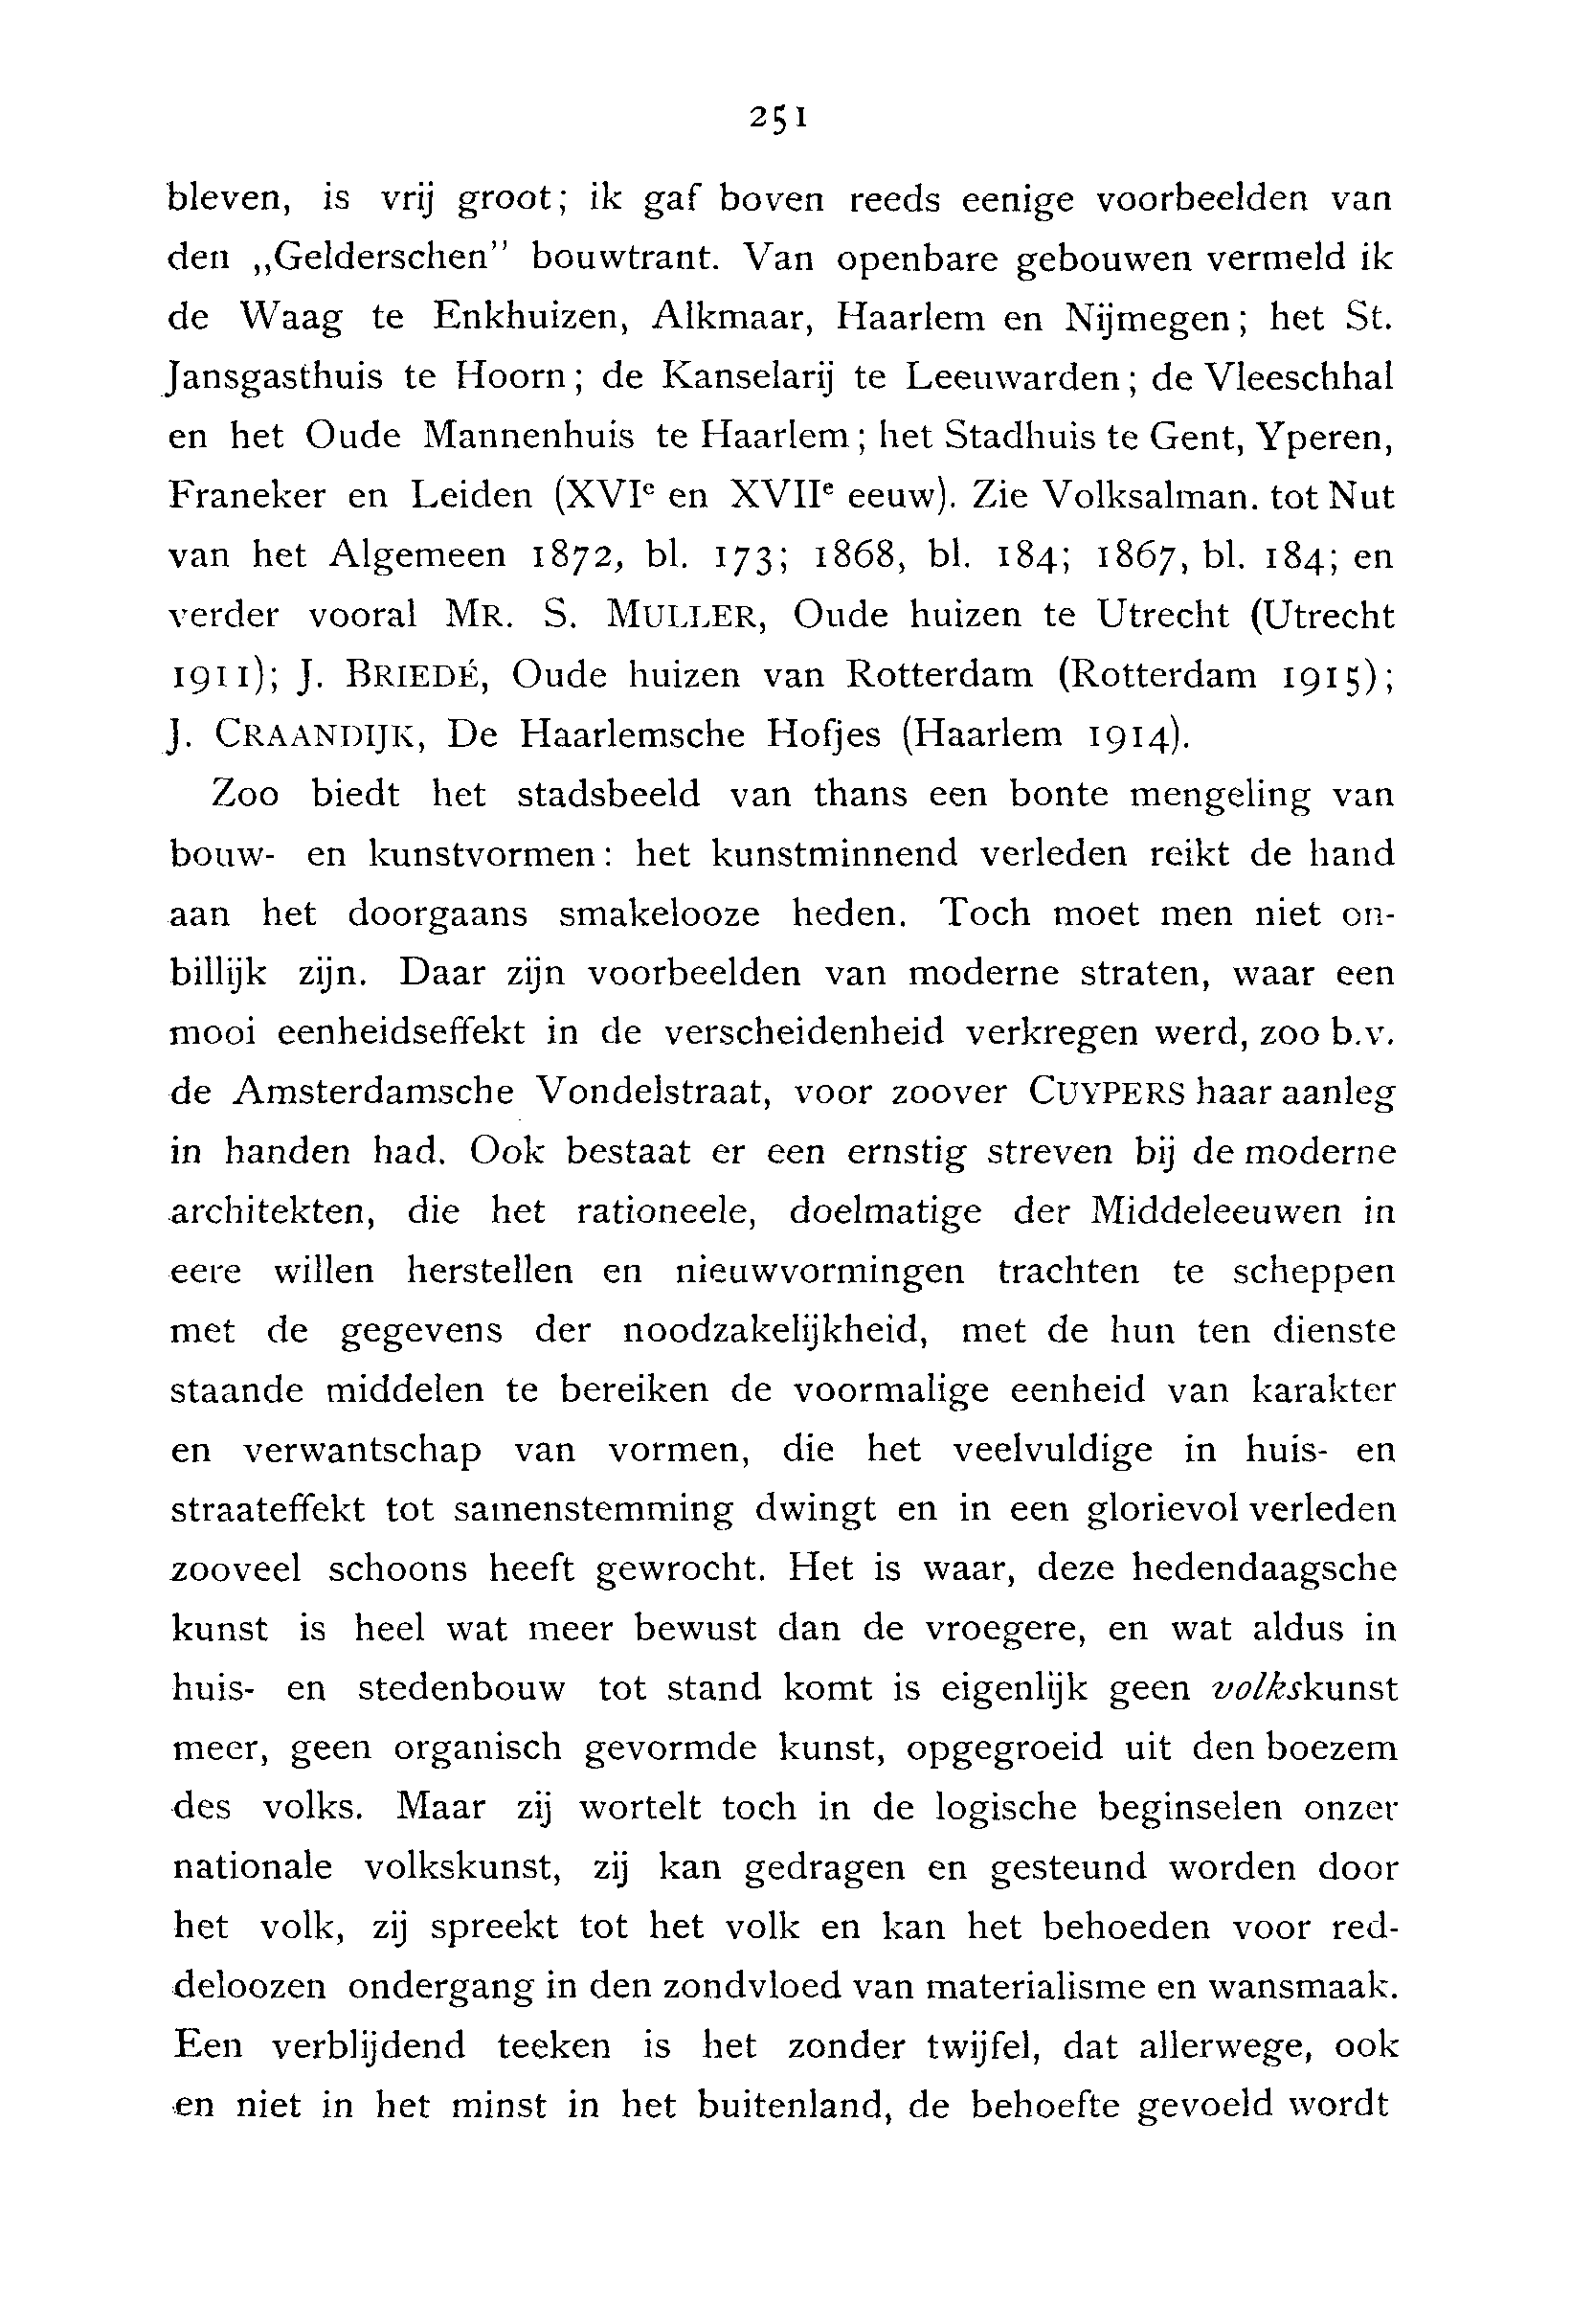 251
bleven, is vrij groot; ik gaf boven reeds eenige voorbeelden van
den „Gelderschen” bouwtrant. Van openbare gebouwen vermeld ik
de Waag te Enkhuizen, Alkmaar, Haarlem en Nijmegen; het St.
Jansgasthuis te Hoorn; de Kanselarij te Leeuwarden; de Vleeschhal
en het Oude Mannenhuis te Haarlem; het Stadhuis te Gent, Yperen,
Franeker en Leiden (XVIe en XVIIe eeuw). Zie Volksalman. tot Nut
van het Algemeen 1872, bl. 173; 1868, bl. 184; 1867, bl. 184; en
verder vooral MR. S. MULLER, Oude huizen te Utrecht (Utrecht
1911); J. BRIEDÉ, Oude huizen van Rotterdam (Rotterdam 1915);
J. CRAANDIJK, De Haarlemsche Hofjes (Haarlem 1914).
Zoo biedt het stadsbeeld van thans een bonte mengeling van
bouw- en kunstvormen: het kunstminnend verleden reikt de hand
aan het doorgaans smakelooze heden. Toch moet men niet on-
billijk zijn. Daar zijn voorbeelden van moderne straten, waar een
mooi eenheidseffekt in de verscheidenheid verkregen werd, zoo b.v.
de Amsterdamsche Vondelstraat, voor zoover CUYPERS haar aanleg
in handen had. Ook bestaat er een ernstig streven bij de moderne
architekten, die het rationeele, doelmatige der Middeleeuwen in
eere willen herstellen en nieuwvormingen trachten te scheppen
met de gegevens der noodzakelijkheid, met de hun ten dienste
staande middelen te bereiken de voormalige eenheid van karakter
en verwantschap van vormen, die het veelvuldige in huis- en
straateffekt tot samenstemming dwingt en in een glorievol verleden
zooveel schoons heeft gewrocht. Het is waar, deze hedendaagsche
kunst is heel wat meer bewust dan de vroegere, en wat aldus in
huis- en stedenbouw tot stand komt is eigenlijk geen volkskunst
meer, geen organisch gevormde kunst, opgegroeid uit den boezem
des volks. Maar zij wortelt toch in de logische beginselen onzer
nationale volkskunst, zij kan gedragen en gesteund worden door
het volk, zij spreekt tot het volk en kan het behoeden voor red-
deloozen ondergang in den zondvloed van materialisme en wansmaak.
Een verblijdend teeken is het zonder twijfel, dat allerwege, ook
en niet in het minst in het buitenland, de behoefte gevoeld wordt